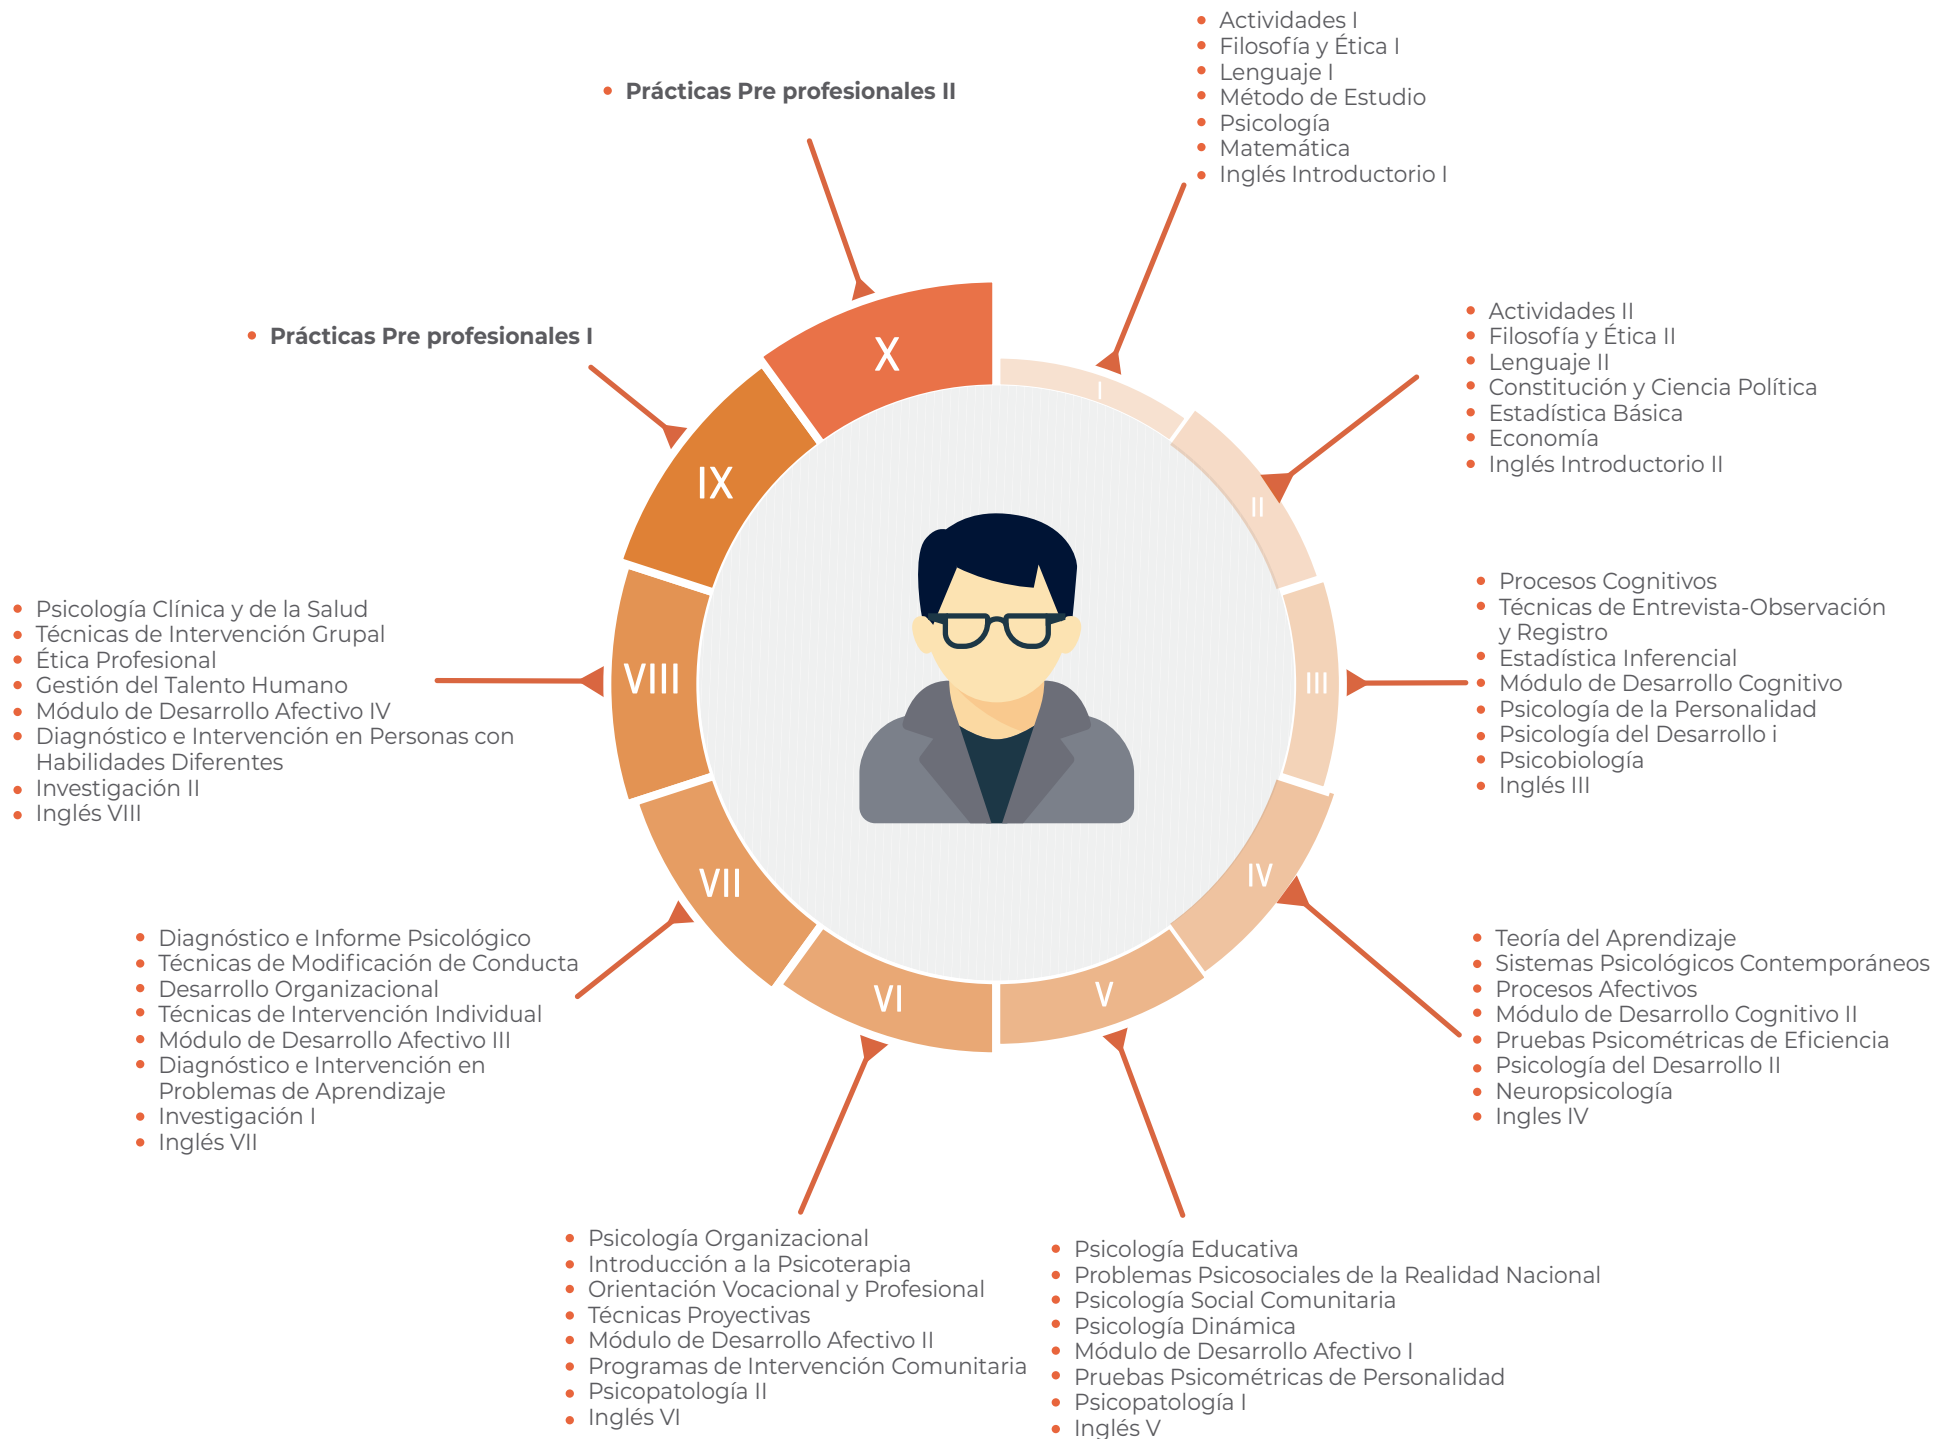 Actividades I
Filosofía y Ética I
Lenguaje I
Método de Estudio
Psicología
Matemática
Inglés Introductorio I
I
Actividades II
Filosofía y Ética II
Lenguaje II
Constitución y Ciencia Política
Estadística Básica
Economía
Inglés Introductorio II
II
Procesos Cognitivos
Técnicas de Entrevista-Observación
y Registro
Estadística Inferencial
Módulo de Desarrollo Cognitivo
Psicología de la Personalidad
Psicología del Desarrollo i
Psicobiología
Inglés III
III
Teoría del Aprendizaje
Sistemas Psicológicos Contemporáneos
Procesos Afectivos
Módulo de Desarrollo Cognitivo II
Pruebas Psicométricas de Eficiencia
Psicología del Desarrollo II
Neuropsicología
Ingles IV
IV
Psicología Educativa
Problemas Psicosociales de la Realidad Nacional
Psicología Social Comunitaria
Psicología Dinámica
Módulo de Desarrollo Afectivo I
Pruebas Psicométricas de Personalidad
Psicopatología I
Inglés V
V
Psicología Organizacional
Introducción a la Psicoterapia
Orientación Vocacional y Profesional
Técnicas Proyectivas
Módulo de Desarrollo Afectivo II
Programas de Intervención Comunitaria
Psicopatología II
Inglés VI
VI
Diagnóstico e Informe Psicológico
Técnicas de Modificación de Conducta
Desarrollo Organizacional
Técnicas de Intervención Individual
Módulo de Desarrollo Afectivo III
Diagnóstico e Intervención en
Problemas de Aprendizaje
Investigación I
Inglés VII
VII
Psicología Clínica y de la Salud
Técnicas de Intervención Grupal
Ética Profesional
Gestión del Talento Humano
Módulo de Desarrollo Afectivo IV
Diagnóstico e Intervención en Personas con
Habilidades Diferentes
Investigación II
Inglés VIII
VIII
Prácticas Pre profesionales I
IX
Prácticas Pre profesionales II
X